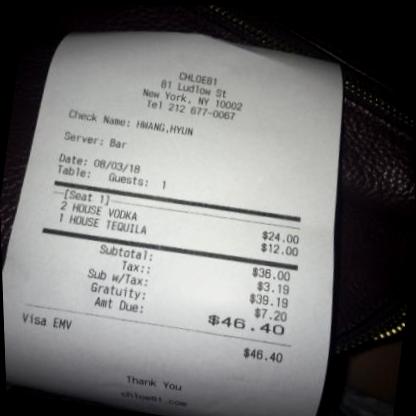 CHLOE81
81 Ludlow St
New York, NY 10002
Tel 212 677-0067
Check Name: HWANG,HYUN
Server: Bar
Date: 08/03/18
Table: Guests: 1
[Seat 1]
2 HOUSE VODKA $24.00
1 HOUSE TEQUILA $12.00
Subtotal: $36.00
Tax:: $3.19
Sub w/Tax: $39.19
Gratuity: $7.20
Amt Due: $46.40
Visa EMV $46.40
Thank You
chloe81.com